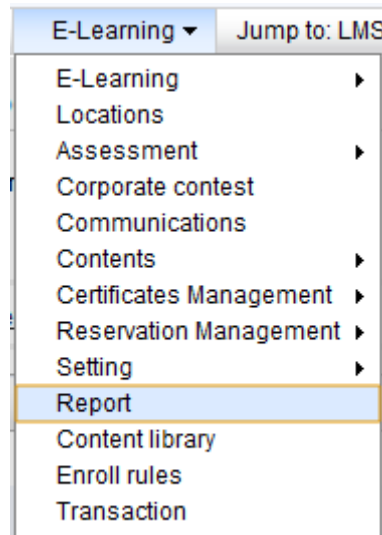 E-Learning ▾ Jump to: LMS
E-Learning
Locations
Assessment
Corporate contest
Communications
Contents
Certificates Management
Reservation Management
Setting
Report
Content library
Enroll rules
Transaction